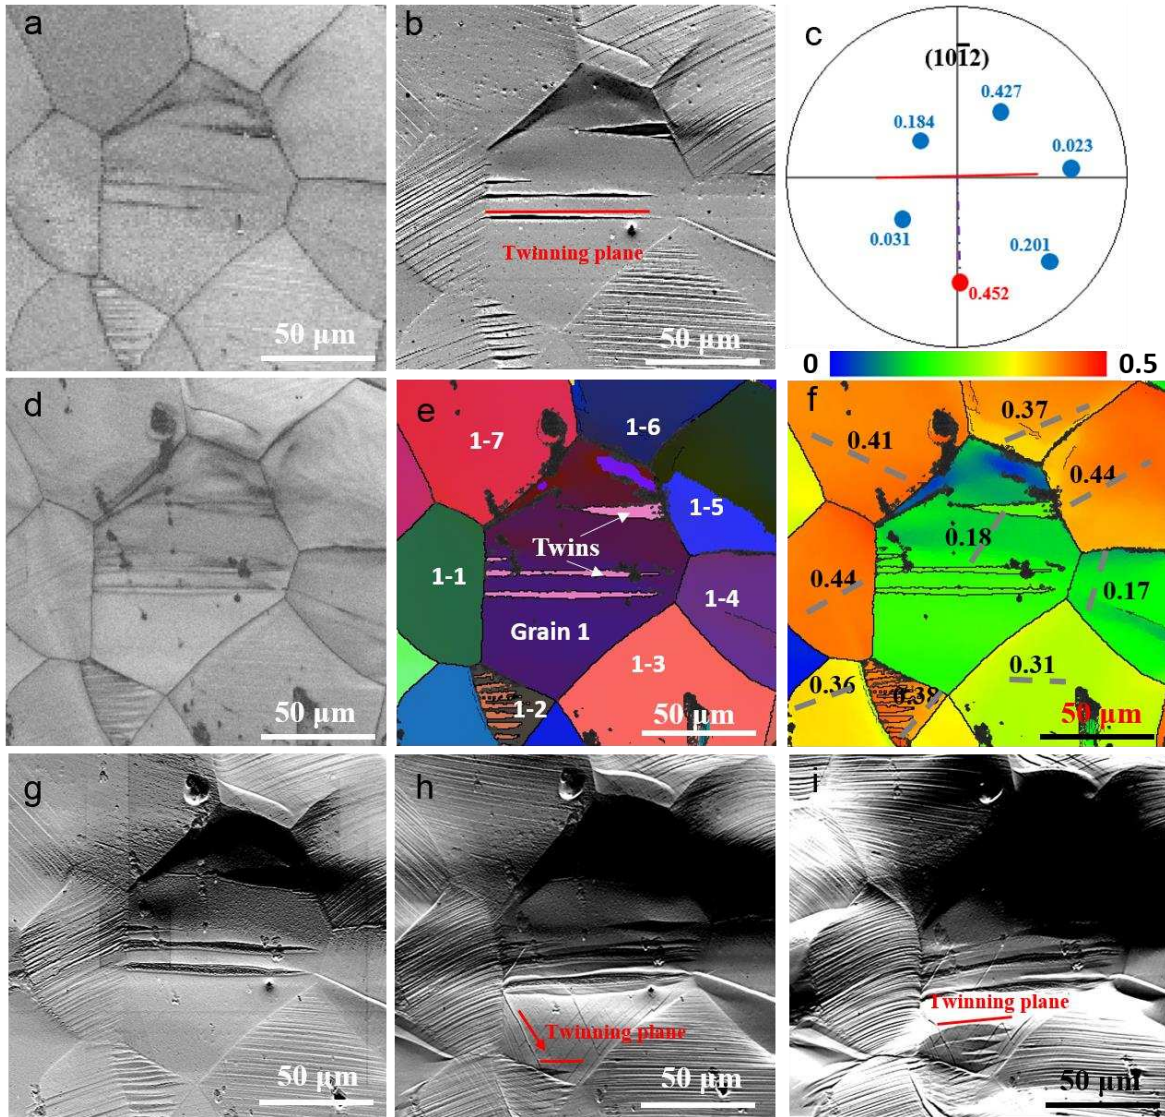 a
50 µm
b
Twinning plane
50 µm
c
(101̅2)
0.427
0.184
0.023
0.031
0.201
0.452
0
0.5
d
50 µm
e
1-7
1-6
1-5
Twins
1-1
1-4
Grain 1
1-3
1-2
50 µm
f
0.37
0.41
0.44
0.18
0.44
0.17
0.31
0.36
0.38
50 µm
g
50 µm
h
Twinning plane
50 µm
i
Twinning plane
50 µm